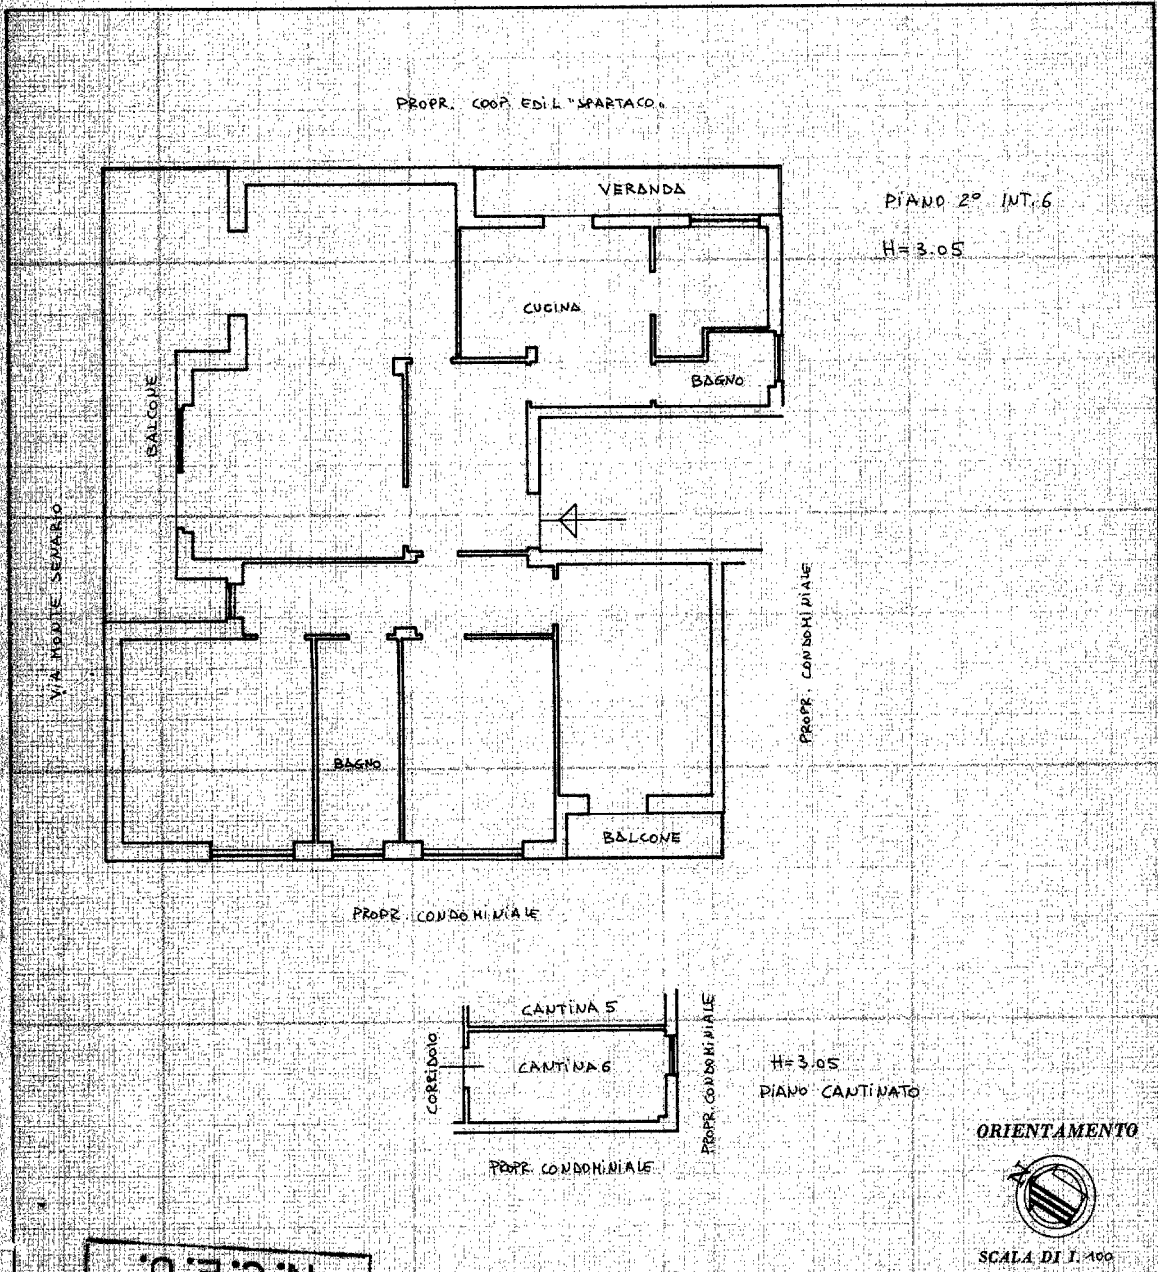 PROPR. COOP. EDIL "SPARTACO"
VERANDA
PIANO 2° INT. 6
H=3.05
CUCINA
BAGNO
BALCONE
VIA MONTE SENARIO
PROPR. CONDOMINIALE
BAGNO
BALCONE
PROPR. CONDOMINIALE
CANTINA 5
CORRIDOIO
CANTINA 6
PROPR. CONDOMINIALE
H=3.05
PIANO CANTINATO
PROPR. CONDOMINIALE
ORIENTAMENTO
N
SCALA DI 1. 100
N. C. E. U.